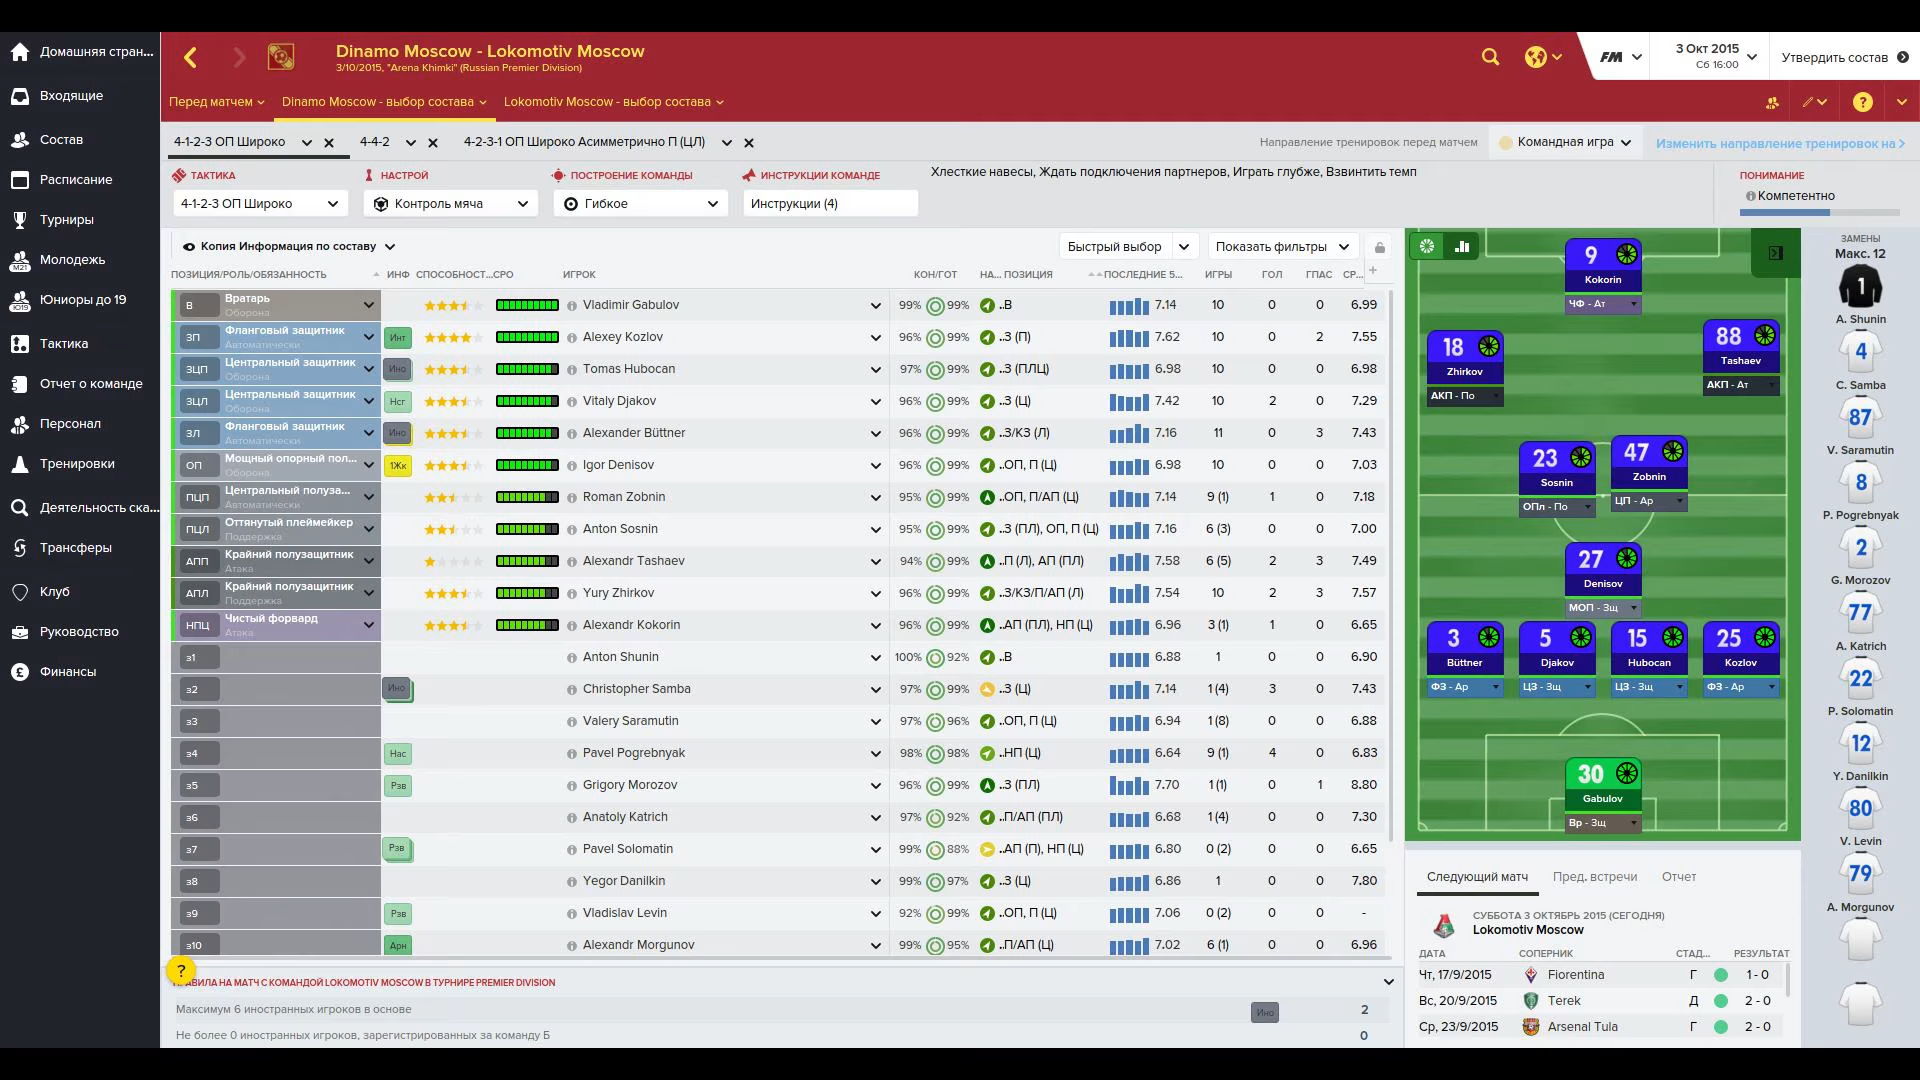 Домашняя стран...
Входящие
Состав
Расписание
Турниры
Молодежь
Юниоры до 19
Тактика
Отчет о команде
Персонал
Тренировки
Деятельность ска...
Трансферы
Клуб
Руководство
Финансы
Dinamo Moscow - Lokomotiv Moscow
3/10/2015, "Arena Khimki" (Russian Premier Division)
FM
3 Окт 2015
Сб 16:00
Утвердить состав
Перед матчем
Dinamo Moscow - выбор состава
Lokomotiv Moscow - выбор состава
4-1-2-3 ОП Широко
4-4-2
4-2-3-1 ОП Широко Асимметрично П (ЦЛ)
Направление тренировок перед матчем
Командная игра
Изменить направление тренировок на
ТАКТИКА
НАСТРОЙ
ПОСТРОЕНИЕ КОМАНДЫ
ИНСТРУКЦИИ КОМАНДЕ
4-1-2-3 ОП Широко
Контроль мяча
Гибкое
Инструкции (4)
Хлесткие навесы, Ждать подключения партнеров, Играть глубже, Взвинтить темп
ПОНИМАНИЕ
Компетентно
Копия Информация по составу
Быстрый выбор
Показать фильтры
ПОЗИЦИЯ/РОЛЬ/ОБЯЗАННОСТЬ ИНФ СПОСОБНОСТ... СРО ИГРОК КОН/ГОТ НА... ПОЗИЦИЯ ПОСЛЕДНИЕ 5... ИГРЫ ГОЛ ГПАС СР...
В Вратарь Оборона Vladimir Gabulov 99% 99% ..В 7.14 10 0 0 6.99
ЗП Фланговый защитник Автоматически Инт Alexey Kozlov 96% 99% ..З (П) 7.62 10 0 2 7.55
ЗЦП Центральный защитник Оборона Ино Tomas Hubocan 97% 99% ..З (ПЛЦ) 6.98 10 0 0 6.98
ЗЦЛ Центральный защитник Оборона Нсг Vitaly Djakov 96% 99% ..З (Ц) 7.42 10 2 0 7.29
ЗЛ Фланговый защитник Автоматически Ино Alexander Büttner 96% 99% ..З/КЗ (Л) 7.16 11 0 3 7.43
ОП Мощный опорный пол... Оборона 1Жк Igor Denisov 96% 99% ..ОП, П (Ц) 6.98 10 0 0 7.03
ПЦП Центральный полуза... Автоматически Roman Zobnin 95% 99% ..ОП, П/АП (Ц) 7.14 9 (1) 1 0 7.18
ПЦЛ Оттянутый плеймейкер Поддержка Anton Sosnin 95% 99% ..З (ПЛ), ОП, П (Ц) 7.16 6 (3) 0 0 7.00
АПП Крайний полузащитник Атака Alexandr Tashaev 94% 99% ..П (Л), АП (ПЛ) 7.58 6 (5) 2 3 7.49
АПЛ Крайний полузащитник Поддержка Yury Zhirkov 96% 99% ..З/КЗ/П/АП (Л) 7.54 10 2 3 7.57
НПЦ Чистый форвард Атака Alexandr Kokorin 96% 99% ..АП (ПЛ), НП (Ц) 6.96 3 (1) 1 0 6.65
з1 Anton Shunin 100% 92% ..В 6.88 1 0 0 6.90
з2 Ино Christopher Samba 97% 99% ..З (Ц) 7.14 1 (4) 3 0 7.43
з3 Valery Saramutin 97% 96% ..ОП, П (Ц) 6.94 1 (8) 0 0 6.88
з4 Нас Pavel Pogrebnyak 98% 98% ..НП (Ц) 6.64 9 (1) 4 0 6.83
з5 Рзв Grigory Morozov 96% 99% ..З (ПЛ) 7.70 1 (1) 0 1 8.80
з6 Anatoly Katrich 97% 92% ..П/АП (ПЛ) 6.68 1 (4) 0 0 7.30
з7 Рзв Pavel Solomatin 99% 88% ..АП (П), НП (Ц) 6.80 0 (2) 0 0 6.65
з8 Yegor Danilkin 99% 97% ..З (Ц) 6.86 1 0 0 7.80
з9 Рзв Vladislav Levin 92% 99% ..ОП, П (Ц) 7.06 0 (2) 0 0 -
з10 Арн Alexandr Morgunov 99% 95% ..П/АП (Ц) 7.02 6 (1) 0 0 6.96
ПРАВИЛА НА МАТЧ С КОМАНДОЙ LOKOMOTIV MOSCOW В ТУРНИРЕ PREMIER DIVISION
Максимум 6 иностранных игроков в основе Ино 2
Не более 0 иностранных игроков, зарегистрированных за команду Б 0
9 Kokorin ЧФ - Ат
18 Zhirkov АКП - По
88 Tashaev АКП - Ат
23 Sosnin ОПл - По
47 Zobnin ЦП - Ар
27 Denisov МОП - Зщ
3 Büttner ФЗ - Ар
5 Djakov ЦЗ - Зщ
15 Hubocan ЦЗ - Зщ
25 Kozlov ФЗ - Ар
30 Gabulov Вр - Зщ
ЗАМЕНЫ
Макс. 12
1
A. Shunin
4
C. Samba
87
V. Saramutin
8
P. Pogrebnyak
2
G. Morozov
77
A. Katrich
22
P. Solomatin
12
Y. Danilkin
80
V. Levin
79
A. Morgunov
Следующий матч
Пред. встречи
Отчет
СУББОТА 3 ОКТЯБРЬ 2015 (СЕГОДНЯ)
Lokomotiv Moscow
ДАТА СОПЕРНИК СТАД... РЕЗУЛЬТАТ
Чт, 17/9/2015 Fiorentina Г 1 - 0
Вс, 20/9/2015 Terek Д 2 - 0
Ср, 23/9/2015 Arsenal Tula Г 2 - 0